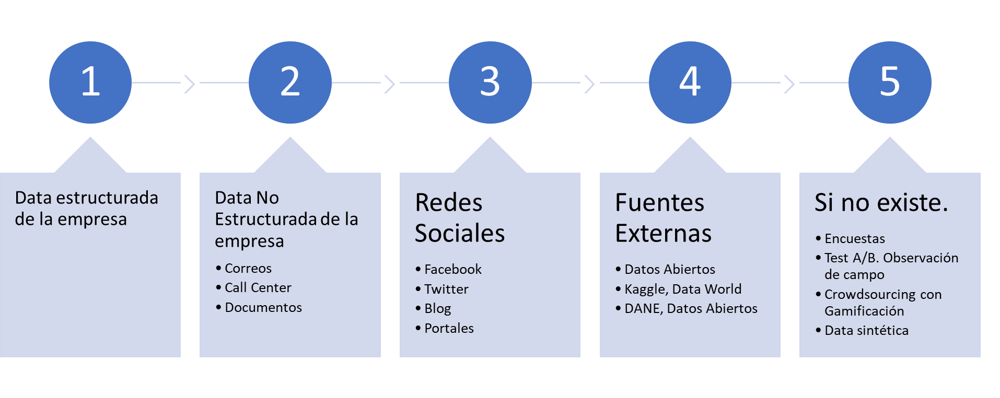 1
2
3
4
5
Data estructurada
de la empresa
Data No
Estructurada de la
empresa
• Correos
• Call Center
• Documentos
Redes
Sociales
• Facebook
• Twitter
• Blog
• Portales
Fuentes
Externas
• Datos Abiertos
• Kaggle, Data World
• DANE, Datos Abiertos
Si no existe.
• Encuestas
• Test A/B. Observación
de campo
• Crowdsourcing con
Gamificación
• Data sintética